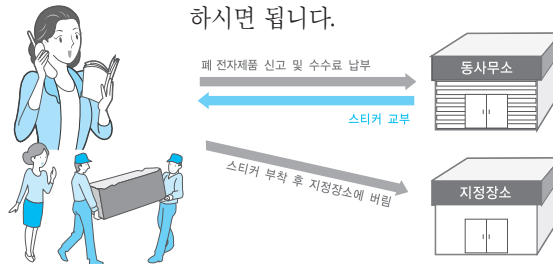 하시면 됩니다.
폐 전자제품 신고 및 수수료 납부
동사무소
스티커 교부
스티커 부착 후 지정장소에 버림
지정장소